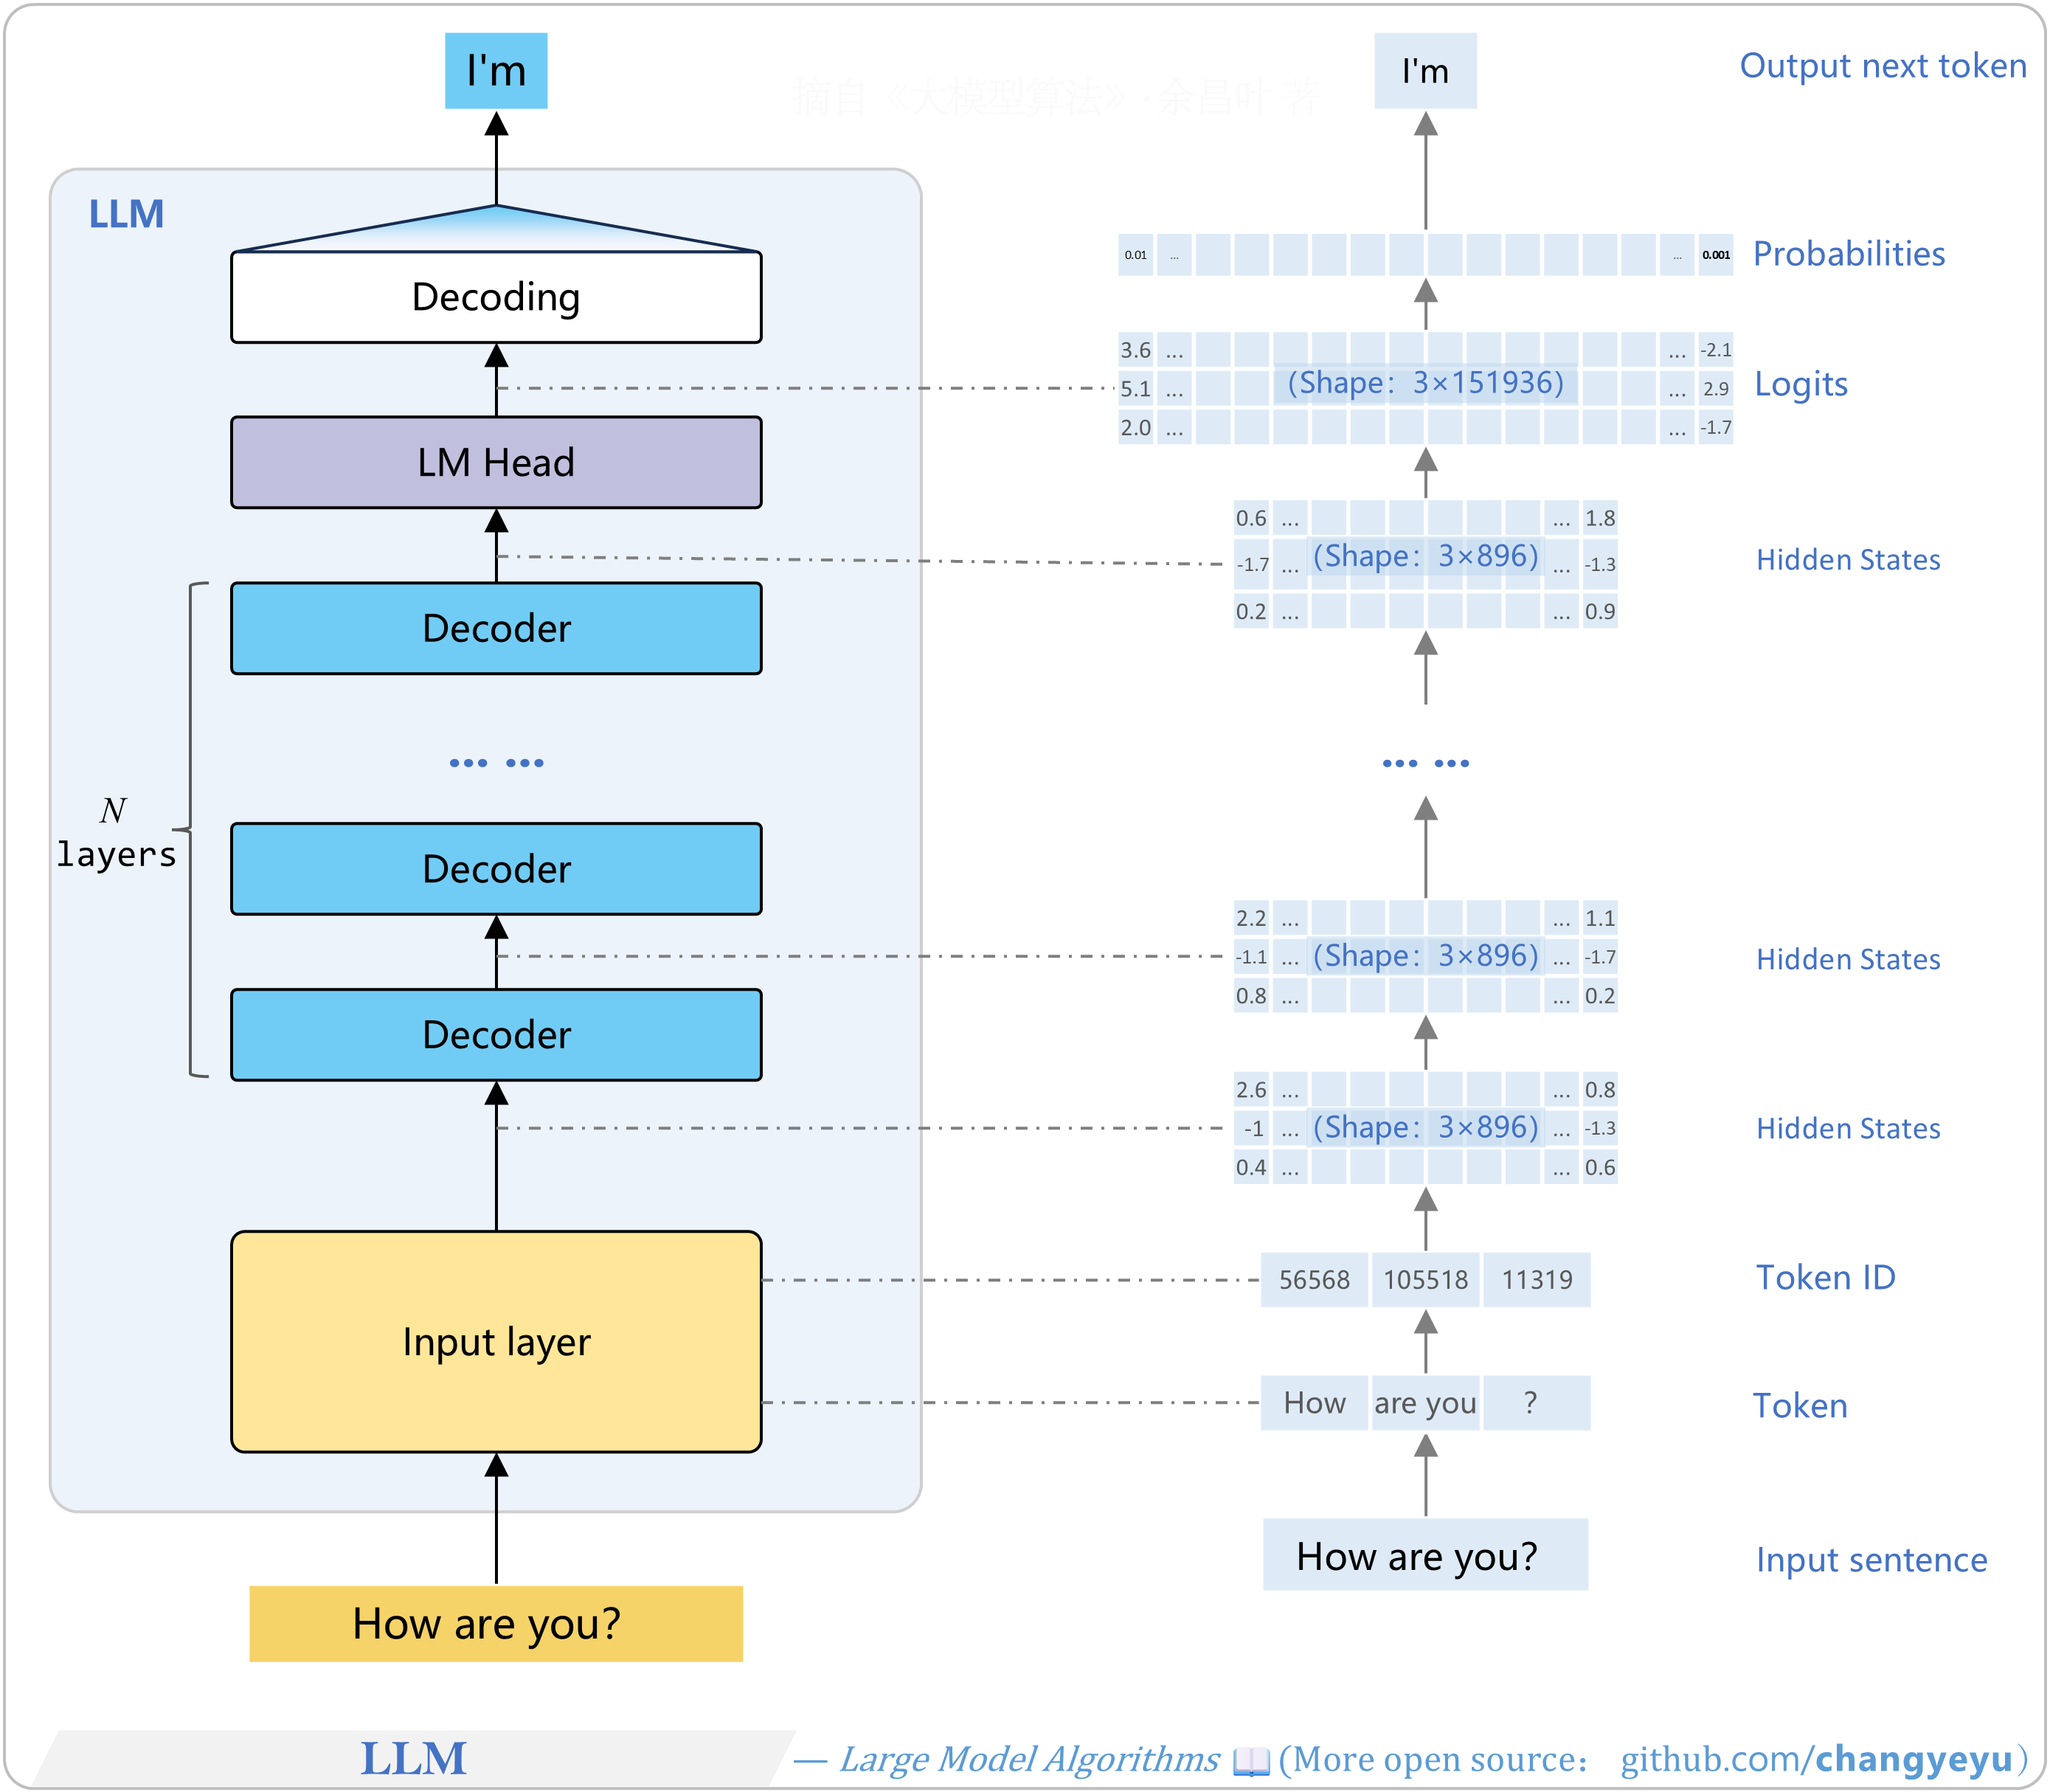 I'm
I'm
Output next token
摘自《大模型算法》· 余昌叶 著
LLM
Decoding
0.01 ... ... 0.001
Probabilities
3.6 ... ... -2.1
5.1 ... (Shape: 3×151936) ... 2.9
2.0 ... ... -1.7
Logits
LM Head
0.6 ... ... 1.8
-1.7 ... (Shape: 3×896) ... -1.3
0.2 ... ... 0.9
Hidden States
Decoder
... ...
... ...
N
layers
Decoder
2.2 ... ... 1.1
-1.1 ... (Shape: 3×896) ... -1.7
0.8 ... ... 0.2
Hidden States
Decoder
2.6 ... ... 0.8
-1 ... (Shape: 3×896) ... -1.3
0.4 ... ... 0.6
Hidden States
Input layer
56568 105518 11319
Token ID
How are you ?
Token
How are you?
Input sentence
How are you?
LLM
— Large Model Algorithms 📖 (More open source: github.com/changyeyu)